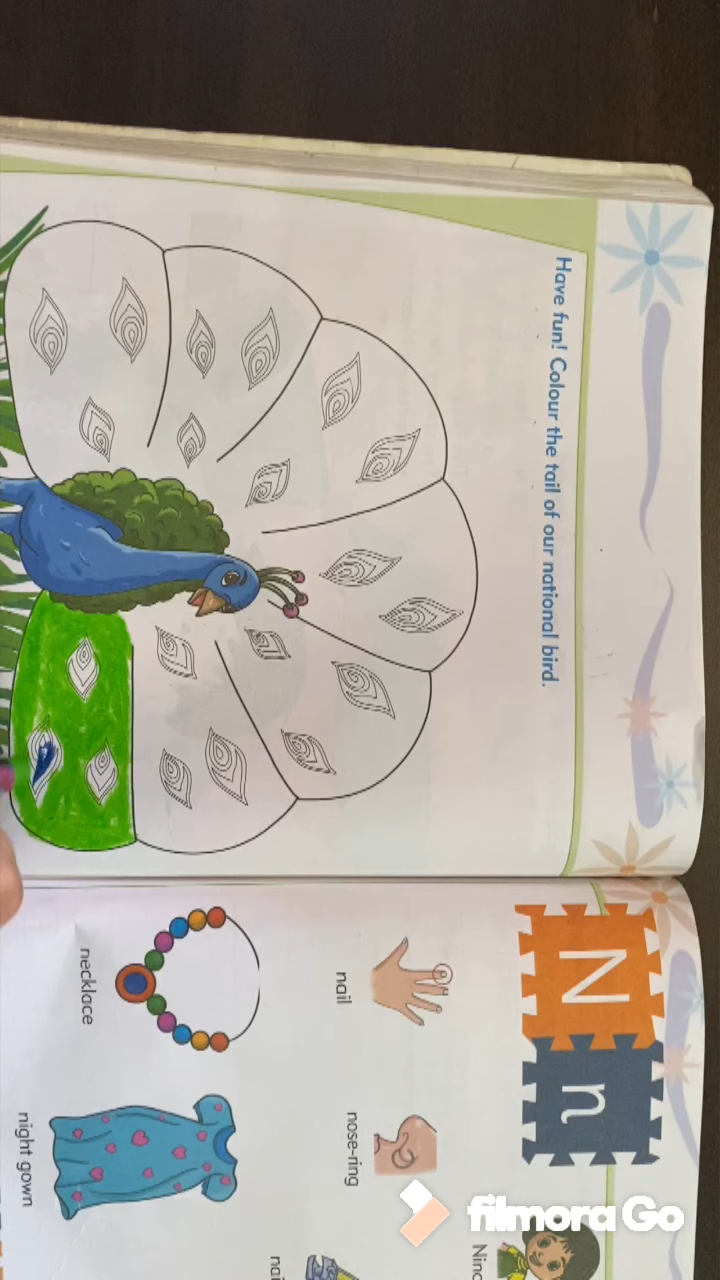 Have fun! Colour the tail of our national bird.
N n
nail
nose-ring
necklace
night gown
filmora Go